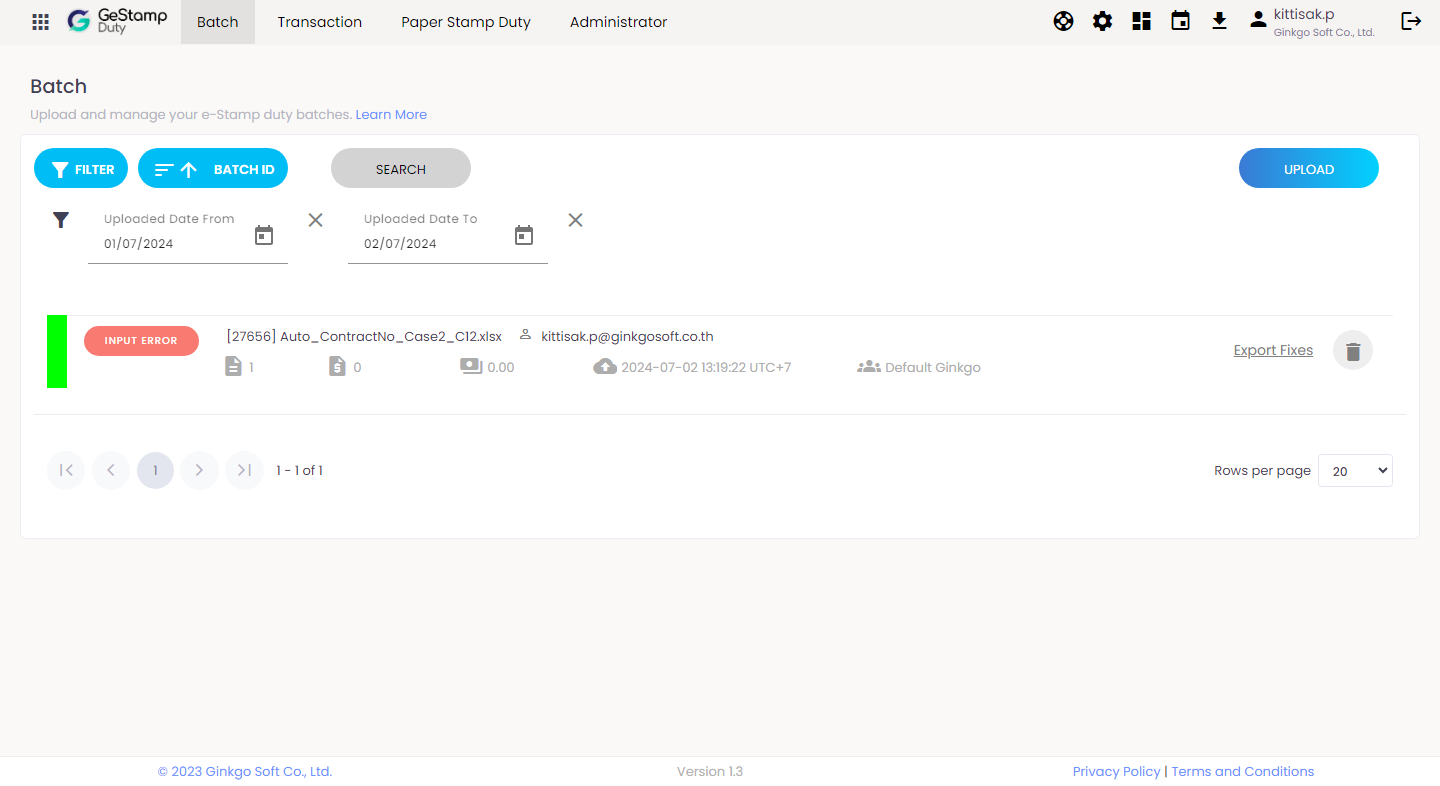 GeStamp Duty
Batch
Transaction
Paper Stamp Duty
Administrator
kittisak.p
Ginkgo Soft Co., Ltd.
Batch
Upload and manage your e-Stamp duty batches. Learn More
FILTER
BATCH ID
SEARCH
UPLOAD
Uploaded Date From
01/07/2024
Uploaded Date To
02/07/2024
INPUT ERROR
[27656] Auto_ContractNo_Case2_C12.xlsx
kittisak.p@ginkgosoft.co.th
1
0
0.00
2024-07-02 13:19:22 UTC+7
Default Ginkgo
Export Fixes
1
1 - 1 of 1
Rows per page
20
© 2023 Ginkgo Soft Co., Ltd.
Version 1.3
Privacy Policy | Terms and Conditions